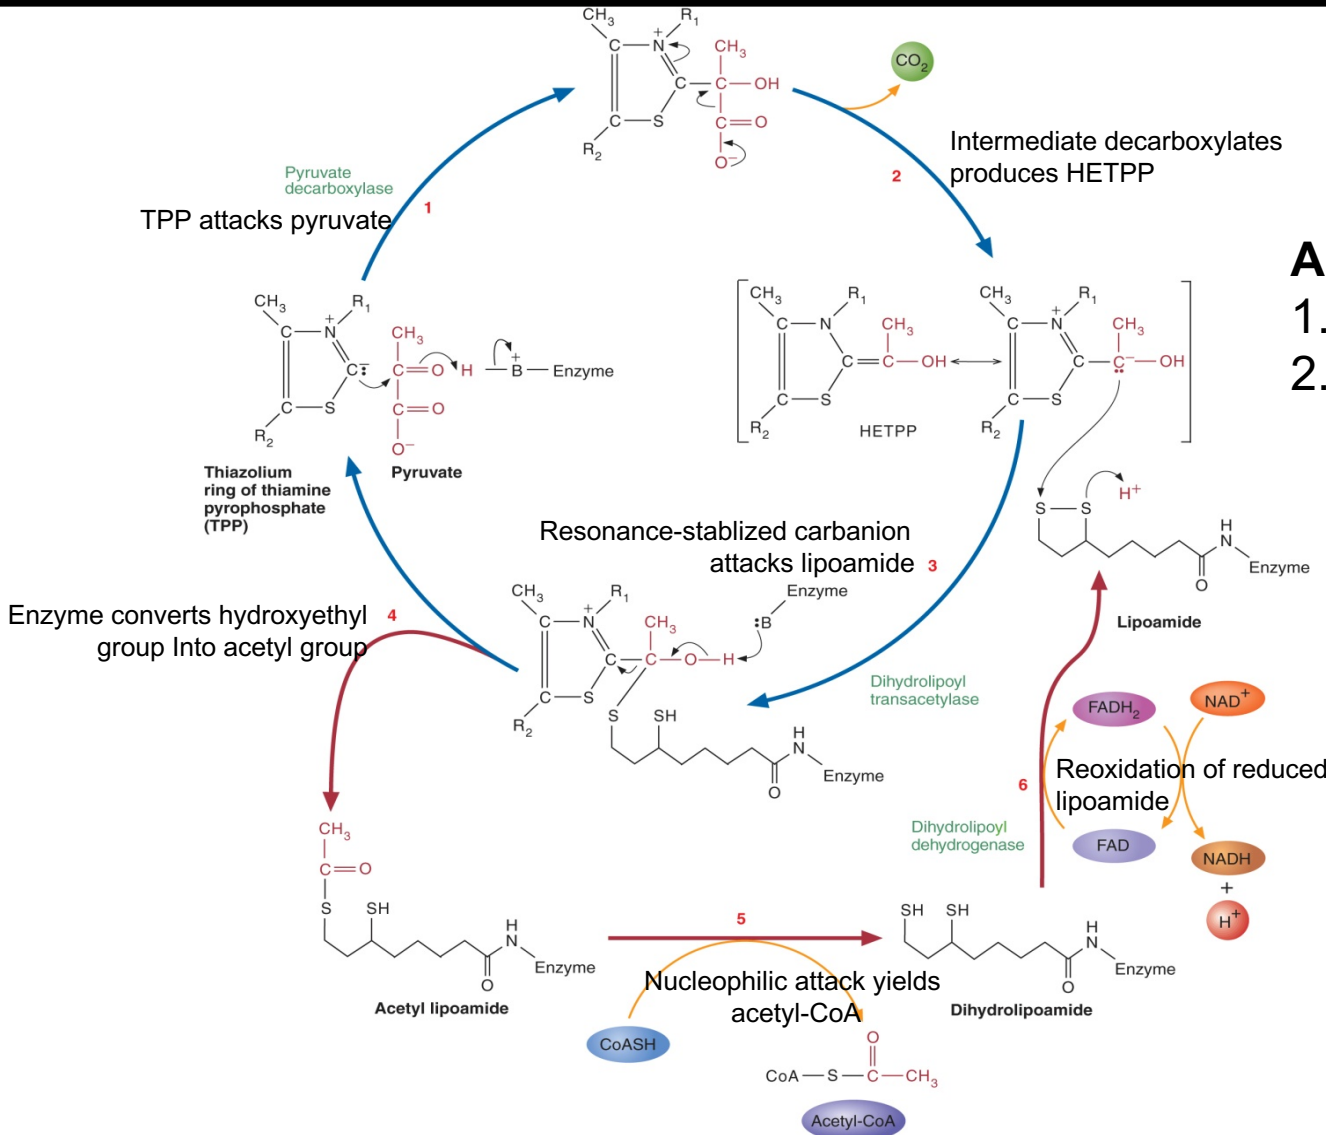 CH3
R1
N+
CH3
C
C
C
OH
CO2
C
S
C
O
R2
O−
Intermediate decarboxylates
produces HETPP
2
Pyruvate
decarboxylase
1
TPP attacks pyruvate
A
1.
2.
CH3
R1
C
N+
CH3
C:−
C
O
H
B+
Enzyme
C
S
C
O
R2
O−
Thiazolium
ring of thiamine
pyrophosphate
(TPP)
Pyruvate
CH3
R1
C
N
CH3
C
C
OH
C
S
R2
HETPP
CH3
R1
C
N+
CH3
C
C−
OH
C
S
R2
S
S
H+
H
N
O
Enzyme
Lipoamide
Resonance-stablized carbanion
attacks lipoamide
3
Enzyme converts hydroxyethyl
group Into acetyl group
4
CH3
R1
Enzyme
:B
C
N+
CH3
C
C
O
H
C
S
R2
S
SH
H
N
O
Enzyme
Dihydrolipoyl
transacetylase
FADH2
NAD+
6
Reoxidation of reduced
lipoamide
Dihydrolipoyl
dehydrogenase
FAD
NADH
+
H+
CH3
C
O
S
SH
H
N
O
Enzyme
Acetyl lipoamide
5
Nucleophilic attack yields
acetyl-CoA
CoASH
SH
SH
H
N
O
Enzyme
Dihydrolipoamide
O
CoA
S
C
CH3
Acetyl-CoA